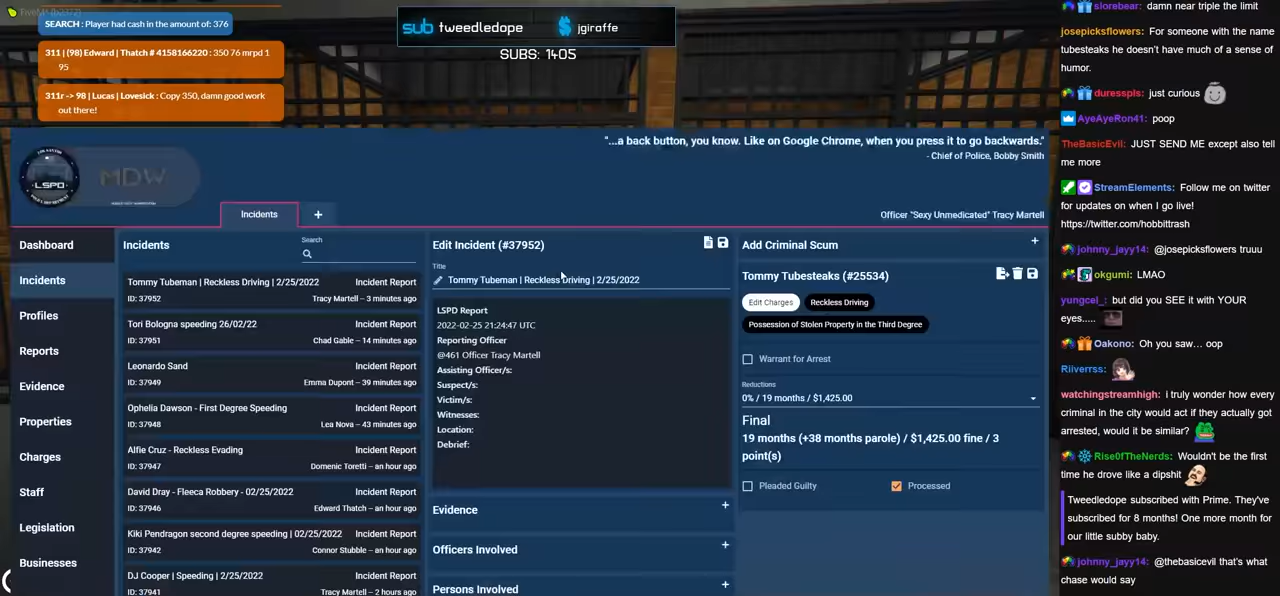 FiveM
SEARCH : Player had cash in the amount of: 376
311 | (98) Edward | Thatch # 4158166220 : 350 76 mrpd 1
95
311r -> 98 | Lucas | Lovesick : Copy 350, damn good work
out there!
sub tweedledope $ jgiraffe
SUBS: 1405
"...a back button, you know. Like on Google Chrome, when you press it to go backwards."
- Chief of Police, Bobby Smith
LSPD
MDW
Incidents +
Officer "Sexy Unmedicated" Tracy Martell
Dashboard
Incidents
Profiles
Reports
Evidence
Properties
Charges
Staff
Legislation
Businesses
Incidents
Search
Tommy Tubeman | Reckless Driving | 2/25/2022 Incident Report
ID: 37952 Tracy Martell – 3 minutes ago
Tori Bologna speeding 26/02/22 Incident Report
ID: 37951 Chad Gable – 14 minutes ago
Leonardo Sand Incident Report
ID: 37949 Emma Dupont – 39 minutes ago
Ophelia Dawson - First Degree Speeding Incident Report
ID: 37948 Lea Nova – 43 minutes ago
Alfie Cruz - Reckless Evading Incident Report
ID: 37947 Domenic Toretti – an hour ago
David Dray - Fleeca Robbery - 02/25/2022 Incident Report
ID: 37946 Edward Thatch – an hour ago
Kiki Pendragon second degree speeding | 02/25/2022 Incident Report
ID: 37942 Connor Stubble – an hour ago
DJ Cooper | Speeding | 2/25/2022 Incident Report
ID: 37941 Tracy Martell – 2 hours ago
Edit Incident (#37952)
Title
Tommy Tubeman | Reckless Driving | 2/25/2022
LSPD Report
2022-02-25 21:24:47 UTC
Reporting Officer
@461 Officer Tracy Martell
Assisting Officer/s:
Suspect/s:
Victim/s:
Witnesses:
Location:
Debrief:
Evidence +
Officers Involved +
Persons Involved +
Add Criminal Scum +
Tommy Tubesteaks (#25534)
Edit Charges Reckless Driving
Possession of Stolen Property in the Third Degree
Warrant for Arrest
Reductions
0% / 19 months / $1,425.00
Final
19 months (+38 months parole) / $1,425.00 fine / 3
point(s)
Pleaded Guilty Processed
siorebear: damn near triple the limit
josepicksflowers: For someone with the name
tubesteaks he doesn't have much of a sense of
humor.
duresspls: just curious
AyeAyeRon41: poop
TheBasicEvil: JUST SEND ME except also tell
me more
StreamElements: Follow me on twitter
for updates on when I go live!
https://twitter.com/hobbittrash
johnny_jayy14: @josepicksflowers truuu
okgumi: LMAO
yungcel_: but did you SEE it with YOUR
eyes.....
Oakono: Oh you saw... oop
Riiverrss:
watchingstreamhigh: i truly wonder how every
criminal in the city would act if they actually got
arrested, would it be similar?
Rise0fTheNerds: Wouldn't be the first
time he drove like a dipshit
Tweedledope subscribed with Prime. They've
subscribed for 8 months! One more month for
our little subby baby.
johnny_jayy14: @thebasicevil that's what
chase would say